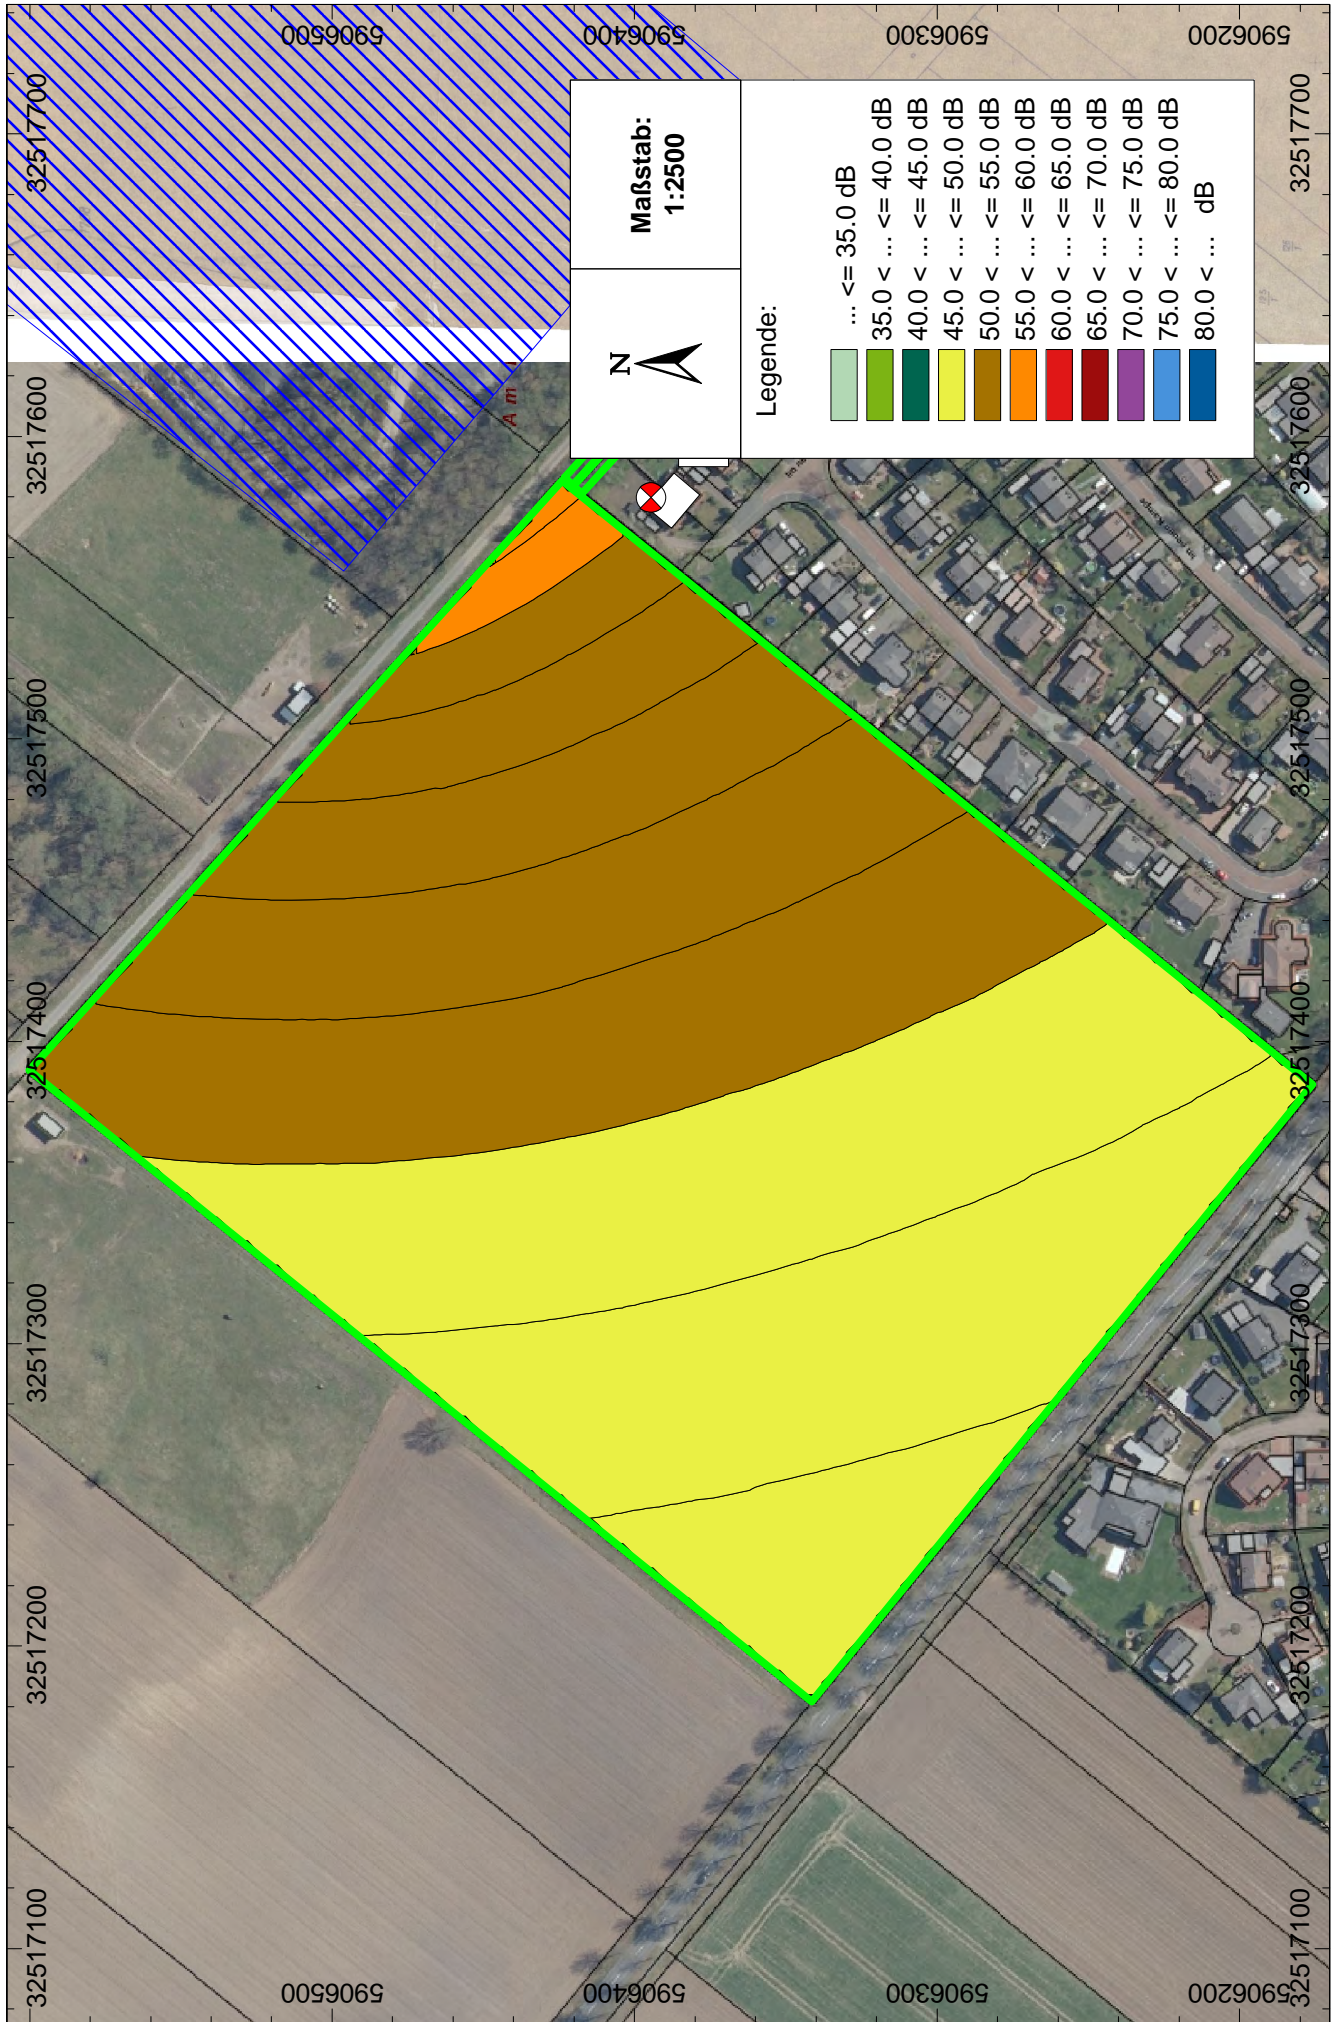 5906500
5906400
5906300
5906200
32517700
32517600
32517500
32517400
32517300
32517200
32517100
32517700
32517600
32517500
32517400
32517300
32517200
32517100
5906500
5906400
5906300
5906200
Am
N
Maßstab:
1:2500
Legende:
... <= 35.0 dB
35.0 < ... <= 40.0 dB
40.0 < ... <= 45.0 dB
45.0 < ... <= 50.0 dB
50.0 < ... <= 55.0 dB
55.0 < ... <= 60.0 dB
60.0 < ... <= 65.0 dB
65.0 < ... <= 70.0 dB
70.0 < ... <= 75.0 dB
75.0 < ... <= 80.0 dB
80.0 < ... dB